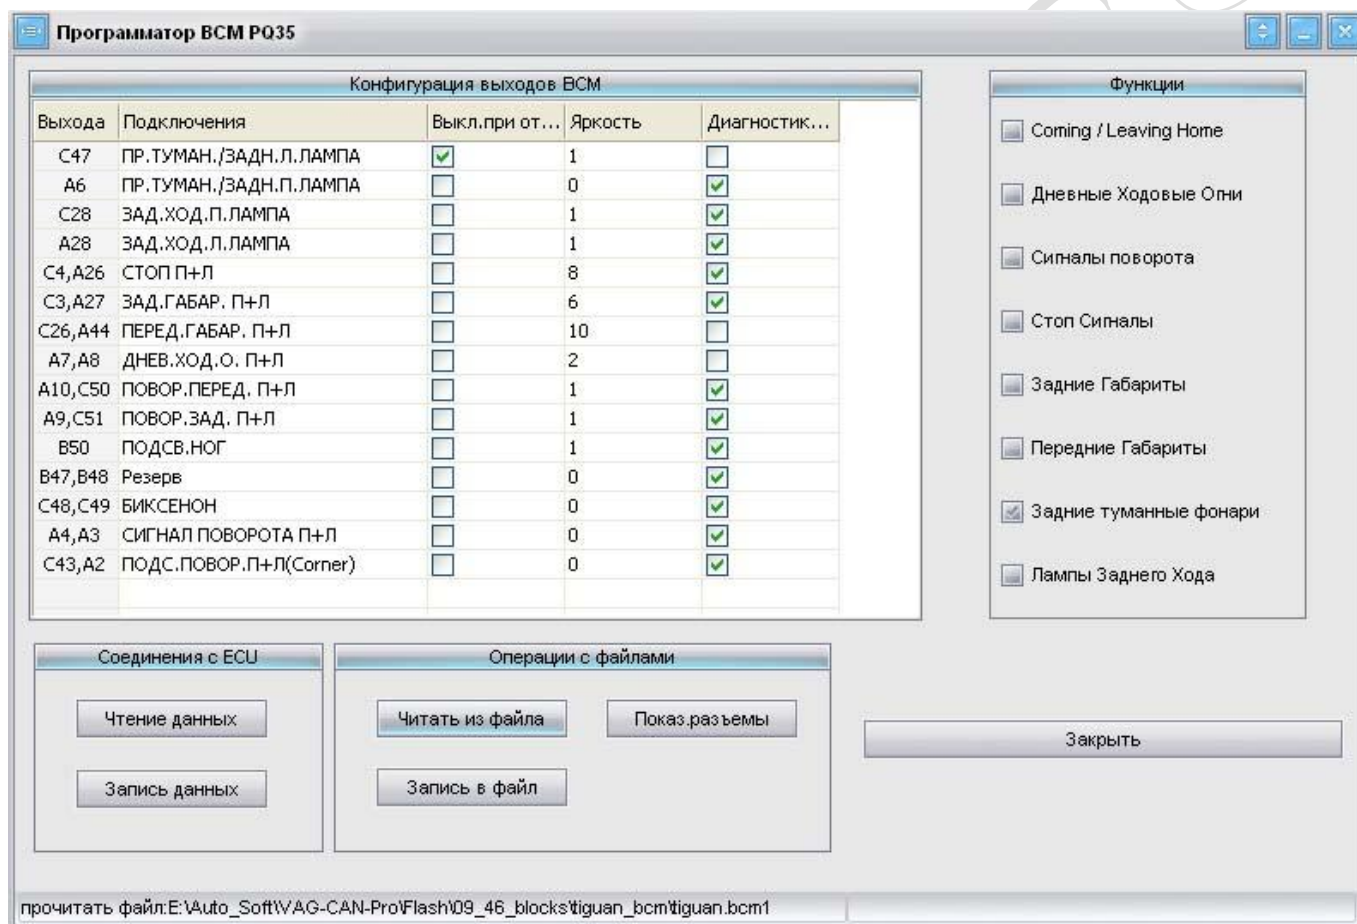 Программатор BCM PQ35
Конфигурация выходов BCM
Выхода Подключения Выкл.при от... Яркость Диагностик...
C47 ПР.ТУМАН./ЗАДН.Л.ЛАМПА 1
A6 ПР.ТУМАН./ЗАДН.П.ЛАМПА 0
C28 ЗАД.ХОД.П.ЛАМПА 1
A28 ЗАД.ХОД.Л.ЛАМПА 1
C4,A26 СТОП П+Л 8
C3,A27 ЗАД.ГАБАР. П+Л 6
C26,A44 ПЕРЕД.ГАБАР. П+Л 10
A7,A8 ДНЕВ.ХОД.О. П+Л 2
A10,C50 ПОВОР.ПЕРЕД. П+Л 1
A9,C51 ПОВОР.ЗАД. П+Л 1
B50 ПОДСВ.НОГ 1
B47,B48 Резерв 0
C48,C49 БИКСЕНОН 0
A4,A3 СИГНАЛ ПОВОРОТА П+Л 0
C43,A2 ПОДС.ПОВОР.П+Л(Corner) 0
Функции
Coming / Leaving Home
Дневные Ходовые Огни
Сигналы поворота
Стоп Сигналы
Задние Габариты
Передние Габариты
Задние туманные фонари
Лампы Заднего Хода
Соединения с ECU
Чтение данных
Запись данных
Операции с файлами
Читать из файла Показ.разъемы
Запись в файл
Закрыть
прочитать файл:E:\Auto_Soft\VAG-CAN-Pro\Flash\09_46_blocks\tiguan_bcm\tiguan.bcm1